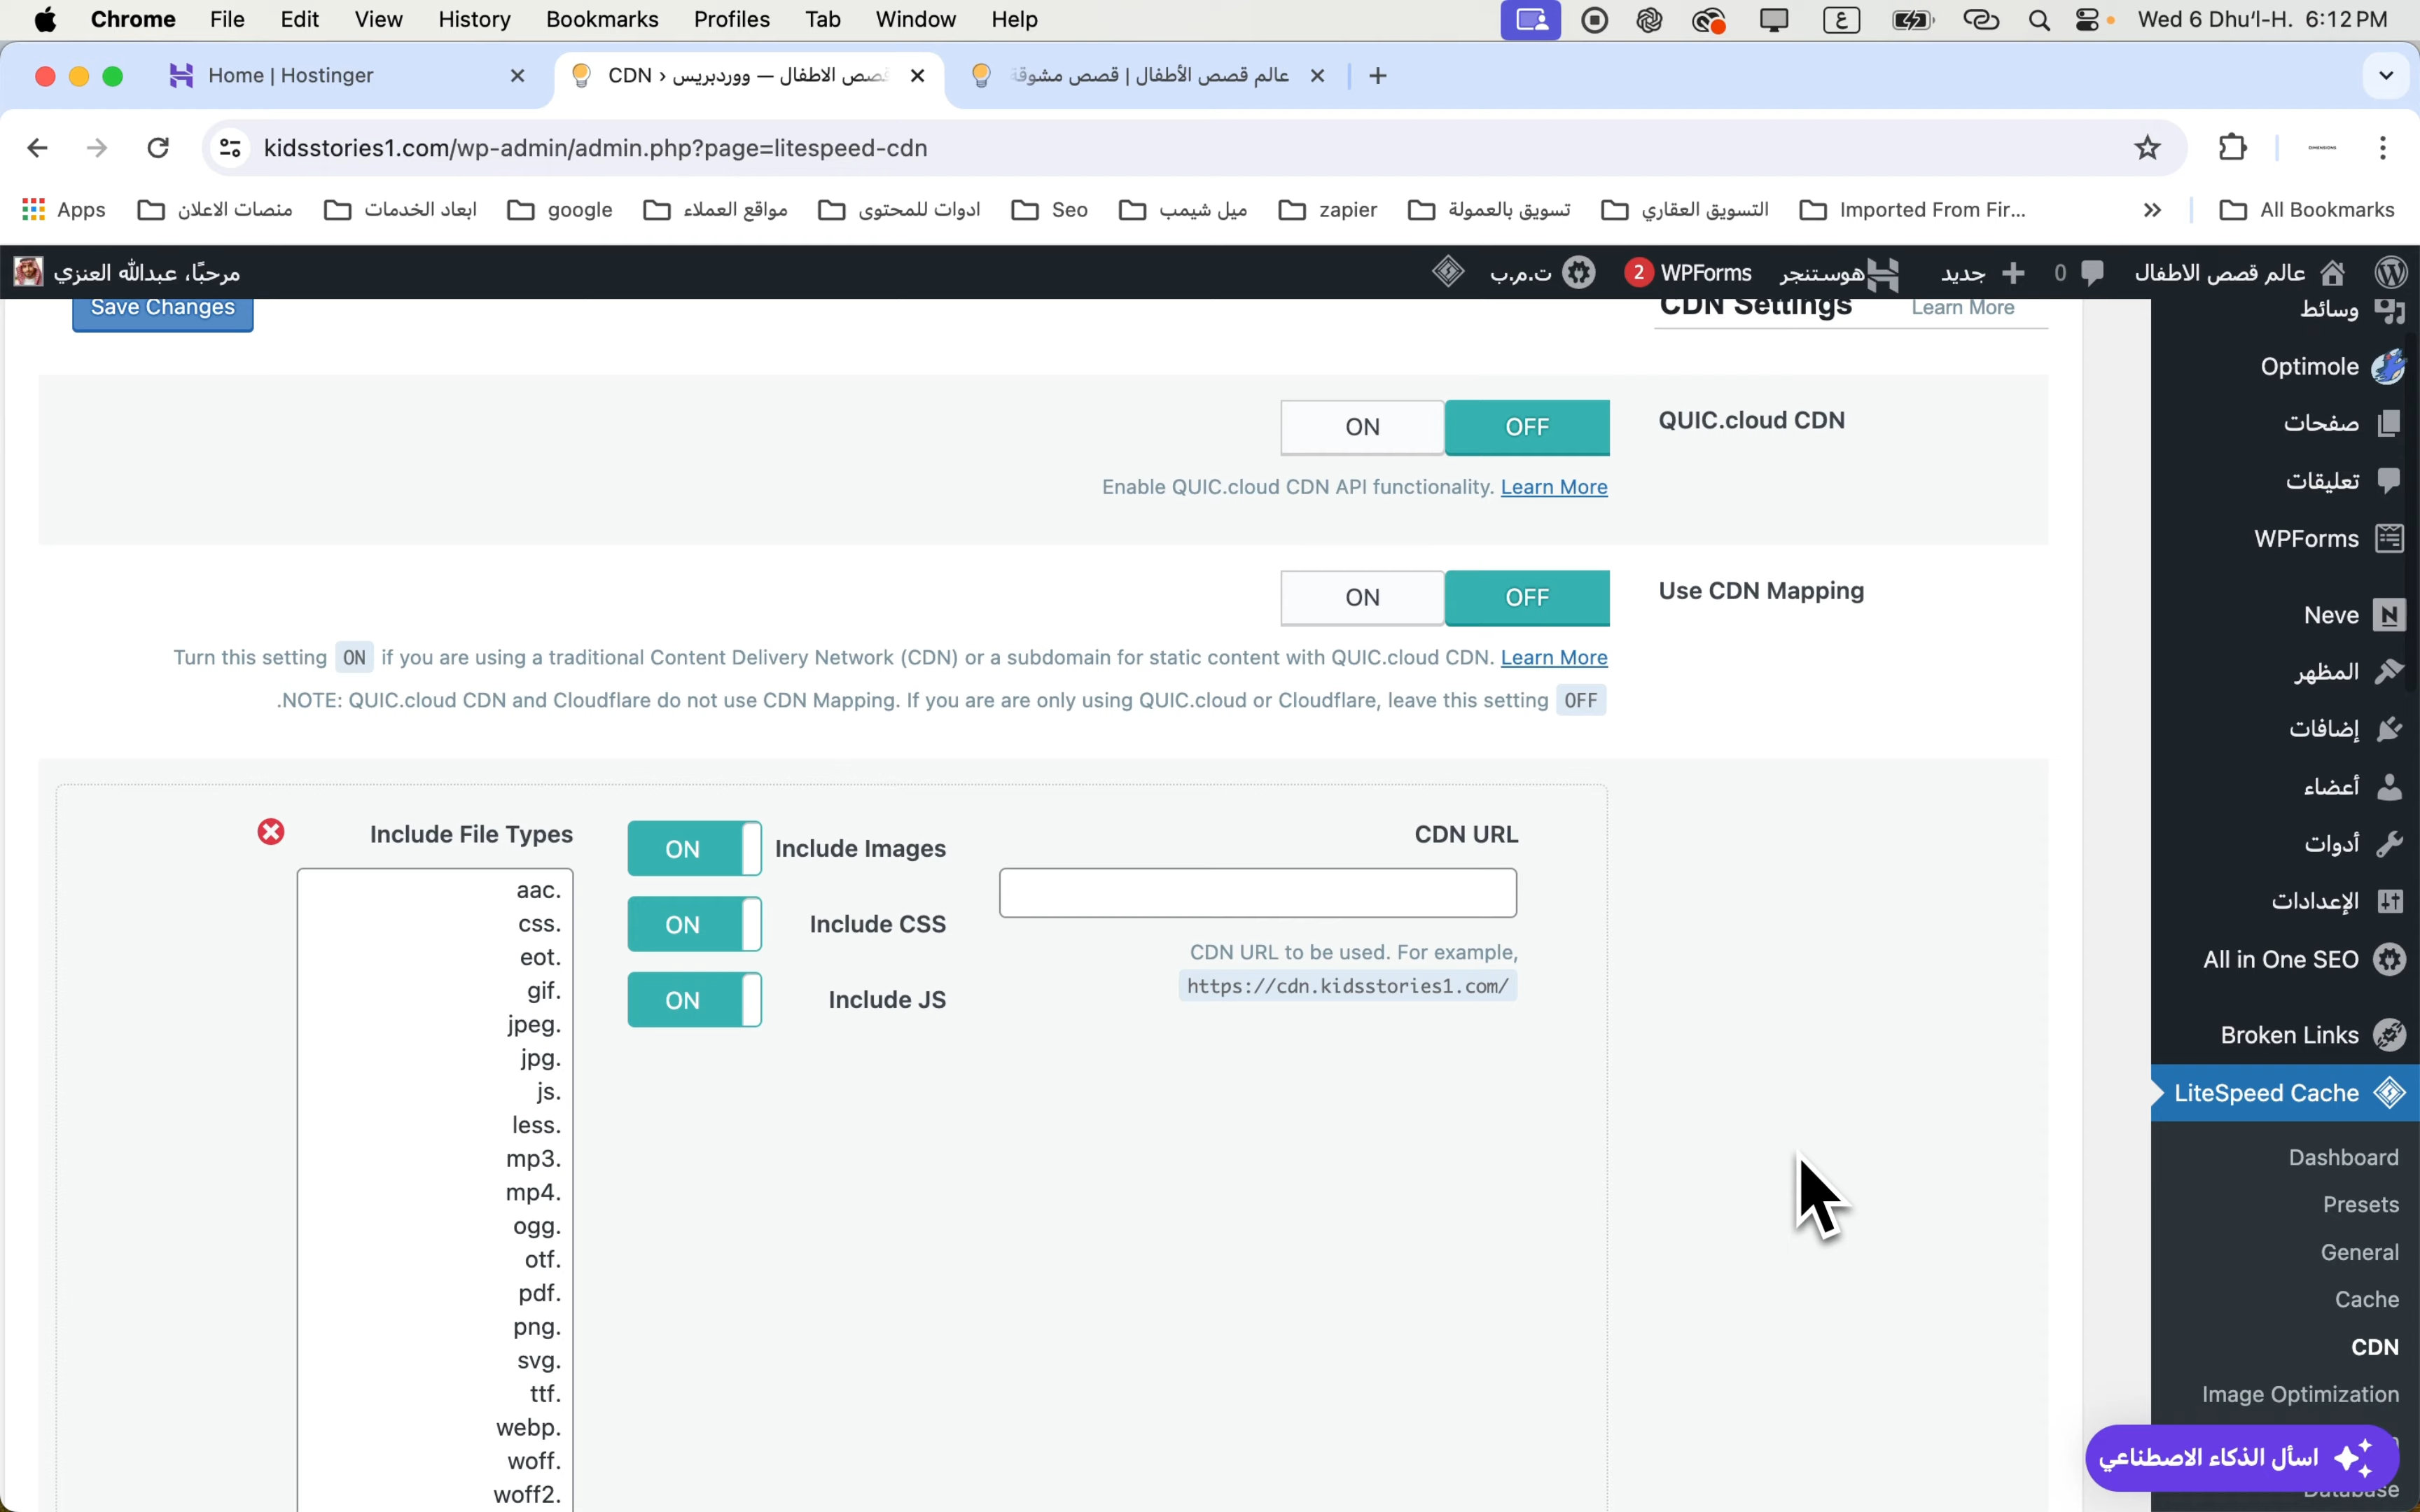 Chrome File Edit View History Bookmarks Profiles Tab Window Help
ع
Wed 6 Dhuʻl-H. 6:12 PM
Home | Hostinger
CDN ‹ قصص الاطفال — ووردبريس
عالم قصص الأطفال | قصص مشوقة
kidsstories1.com/wp-admin/admin.php?page=litespeed-cdn
Apps
منصات الاعلان
ابعاد الخدمات
google
مواقع العملاء
ادوات للمحتوى
Seo
ميل شيمب
zapier
تسويق بالعمولة
التسويق العقاري
Imported From Fir...
All Bookmarks
عالم قصص الاطفال
0
جديد
هوستنجر
WPForms 2
ت.م.ب
مرحبًا، عبدالله العنزي
CDN Settings Learn More
Save Changes
QUIC.cloud CDN
OFF
ON
Enable QUIC.cloud CDN API functionality. Learn More
Use CDN Mapping
OFF
ON
Turn this setting ON if you are using a traditional Content Delivery Network (CDN) or a subdomain for static content with QUIC.cloud CDN. Learn More
.NOTE: QUIC.cloud CDN and Cloudflare do not use CDN Mapping. If you are are only using QUIC.cloud or Cloudflare, leave this setting OFF
CDN URL
CDN URL to be used. For example,
https://cdn.kidsstories1.com/
Include Images ON
Include CSS ON
Include JS ON
Include File Types
aac.
css.
eot.
gif.
jpeg.
jpg.
js.
less.
mp3.
mp4.
ogg.
otf.
pdf.
png.
svg.
ttf.
webp.
woff.
woff2.
وسائط
Optimole
صفحات
تعليقات
WPForms
Neve
المظهر
إضافات
أعضاء
أدوات
الإعدادات
All in One SEO
Broken Links
LiteSpeed Cache
Dashboard
Presets
General
Cache
CDN
Image Optimization
اسأل الذكاء الاصطناعي
Database